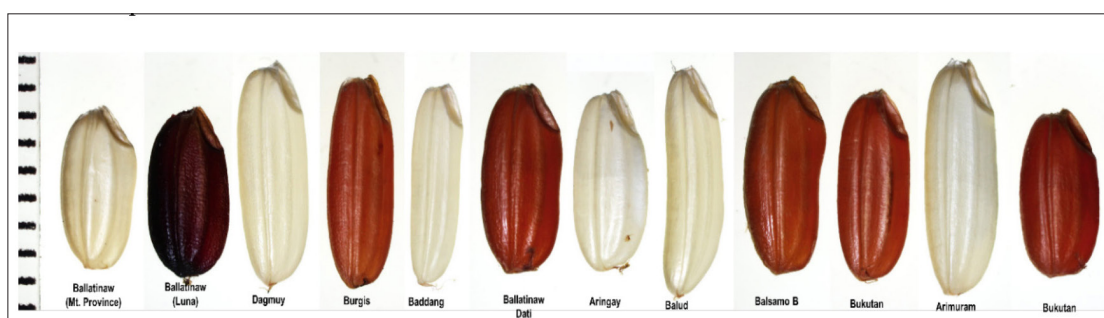 Ballatinaw
(Mt. Province)
Ballatinaw
(Luna)
Dagmuy
Burgis
Baddang
Ballatinaw
Dati
Aringay
Balud
Balsamo B
Bukutan
Arimuram
Bukutan